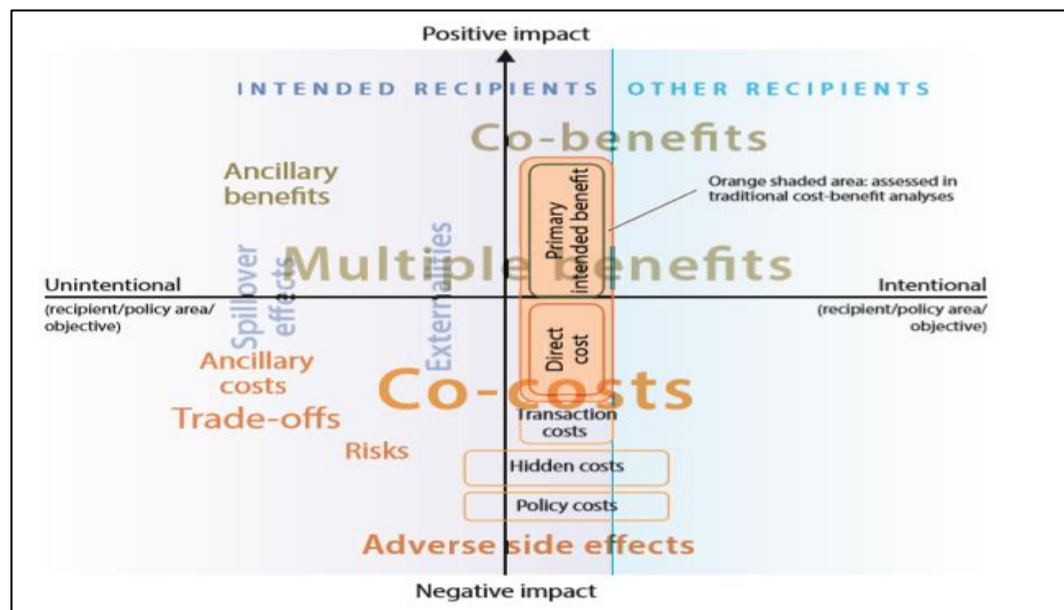 Positive impact
INTENDED RECIPIENTS
OTHER RECIPIENTS
Co-benefits
Ancillary
benefits
Primary
intended benefit
Orange shaded area: assessed in
traditional cost-benefit analyses
Multiple benefits
Spillover
effects
Externalities
Unintentional
(recipient/policy area/
objective)
Intentional
(recipient/policy area/
objective)
Direct
cost
Ancillary
costs
Co-costs
Trade-offs
Transaction
costs
Risks
Hidden costs
Policy costs
Adverse side effects
Negative impact